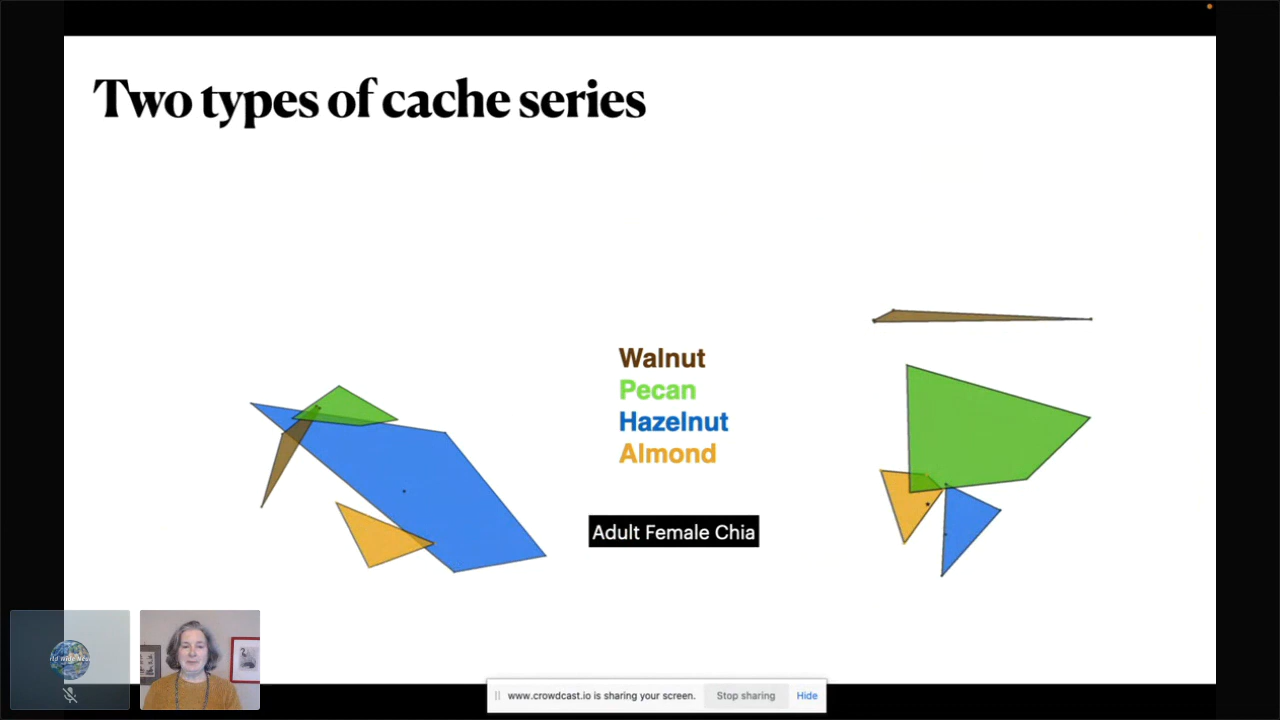 Two types of cache series
Walnut
Pecan
Hazelnut
Almond
Adult Female Chia
www.crowdcast.io is sharing your screen.
Stop sharing
Hide